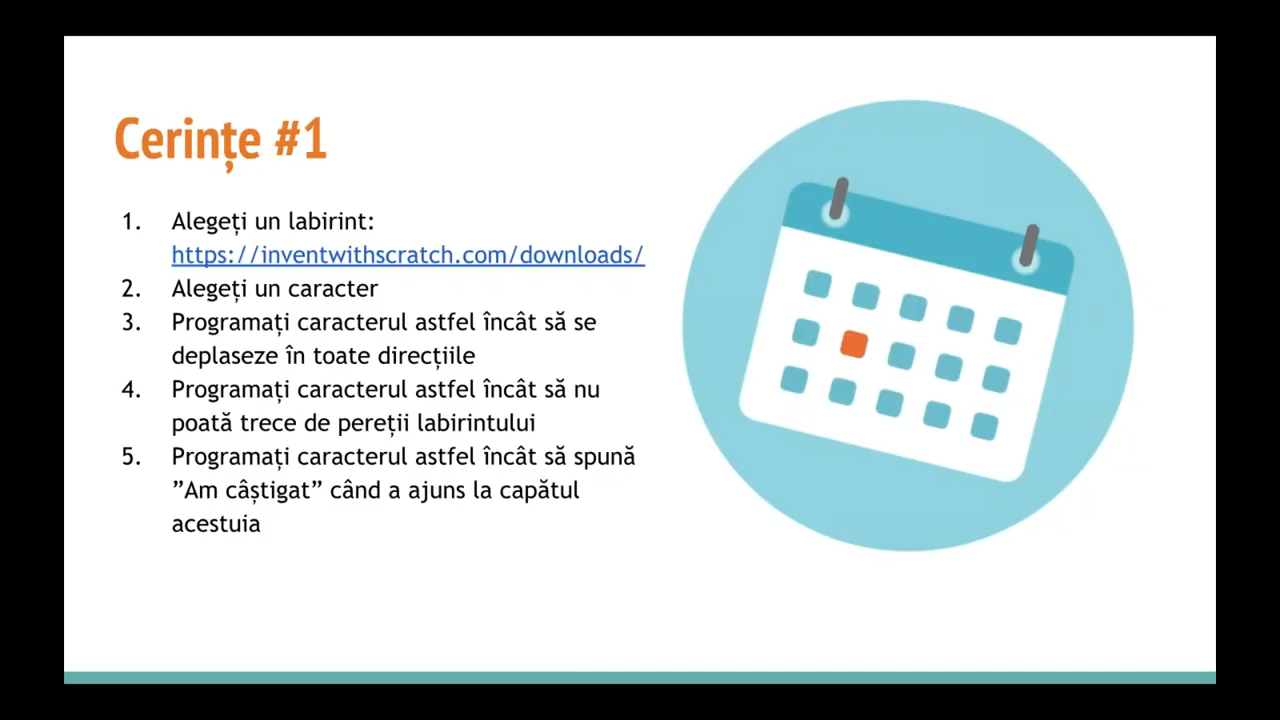 Cerințe #1
1. Alegeți un labirint:
https://inventwithscratch.com/downloads/
2. Alegeți un caracter
3. Programați caracterul astfel încât să se
deplaseze în toate direcțiile
4. Programați caracterul astfel încât să nu
poată trece de pereții labirintului
5. Programați caracterul astfel încât să spună
”Am câștigat” când a ajuns la capătul
acestuia